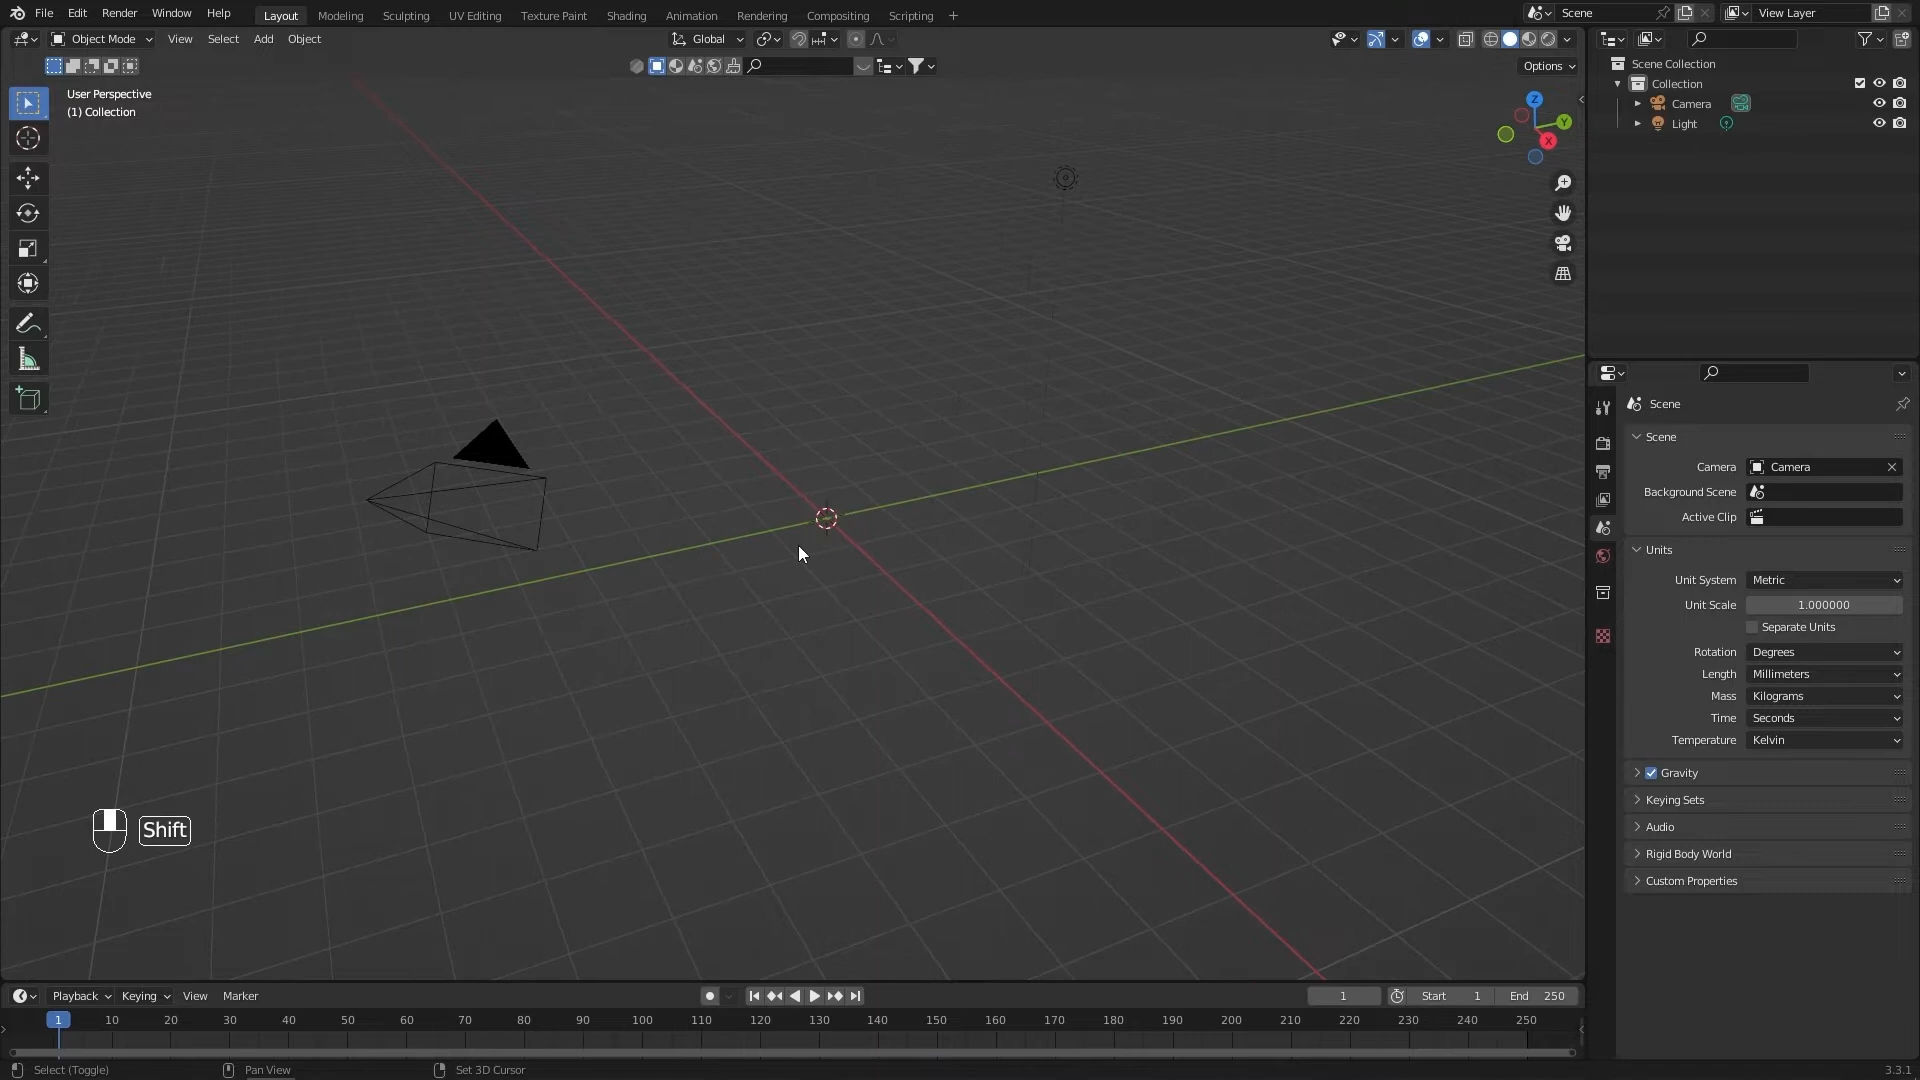 File Edit Render Window Help Layout Modeling Sculpting UV Editing Texture Paint Shading Animation Rendering Compositing Scripting + Scene View Layer
Object Mode View Select Add Object Global
Options
User Perspective
(1) Collection
Z
Y
X
Scene Collection
Collection
Camera
Light
Scene
Scene
Camera Camera
Background Scene
Active Clip
Units
Unit System Metric
Unit Scale 1.000000
Separate Units
Rotation Degrees
Length Millimeters
Mass Kilograms
Time Seconds
Temperature Kelvin
Gravity
Keying Sets
Audio
Rigid Body World
Custom Properties
Shift
Playback Keying View Marker 1 Start 1 End 250
1 10 20 30 40 50 60 70 80 90 100 110 120 130 140 150 160 170 180 190 200 210 220 230 240 250
Select (Toggle) Pan View Set 3D Cursor 3.3.1